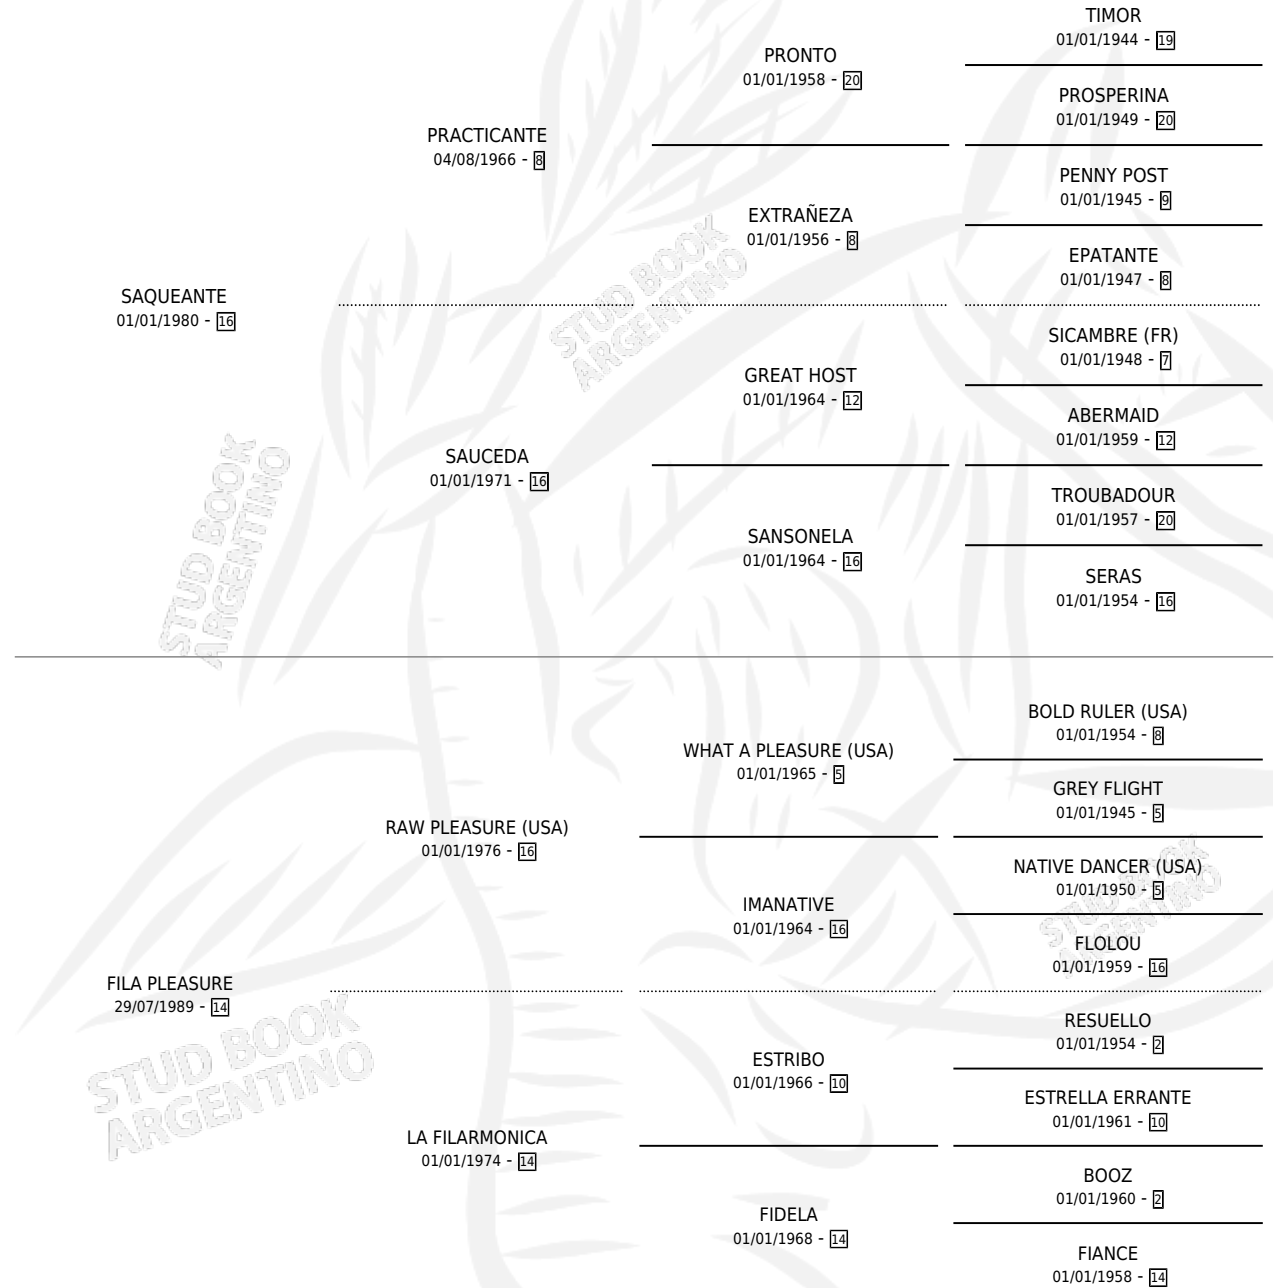 TIMOR
01/01/1944 - 19
PRONTO
01/01/1958 - 20
PROSPERINA
01/01/1949 - 20
PRACTICANTE
04/08/1966 - 8
PENNY POST
01/01/1945 - 9
EXTRAÑEZA
01/01/1956 - 8
EPATANTE
01/01/1947 - 8
SAQUEANTE
01/01/1980 - 16
SICAMBRE (FR)
01/01/1948 - 7
GREAT HOST
01/01/1964 - 12
ABERMAID
01/01/1959 - 12
SAUCEDA
01/01/1971 - 16
TROUBADOUR
01/01/1957 - 20
SANSONELA
01/01/1964 - 16
SERAS
01/01/1954 - 16
BOLD RULER (USA)
01/01/1954 - 8
WHAT A PLEASURE (USA)
01/01/1965 - 5
GREY FLIGHT
01/01/1945 - 5
RAW PLEASURE (USA)
01/01/1976 - 16
NATIVE DANCER (USA)
01/01/1950 - 5
IMANATIVE
01/01/1964 - 16
FLOLOU
01/01/1959 - 16
FILA PLEASURE
29/07/1989 - 14
RESUELLO
01/01/1954 - 2
ESTRIBO
01/01/1966 - 10
ESTRELLA ERRANTE
01/01/1961 - 10
LA FILARMONICA
01/01/1974 - 14
BOOZ
01/01/1960 - 2
FIDELA
01/01/1968 - 14
FIANCE
01/01/1958 - 14
STUD BOOK
ARGENTINO
STUD BOOK
ARGENTINO
STUD BOOK
ARGENTINO
STUD BOOK
ARGENTINO